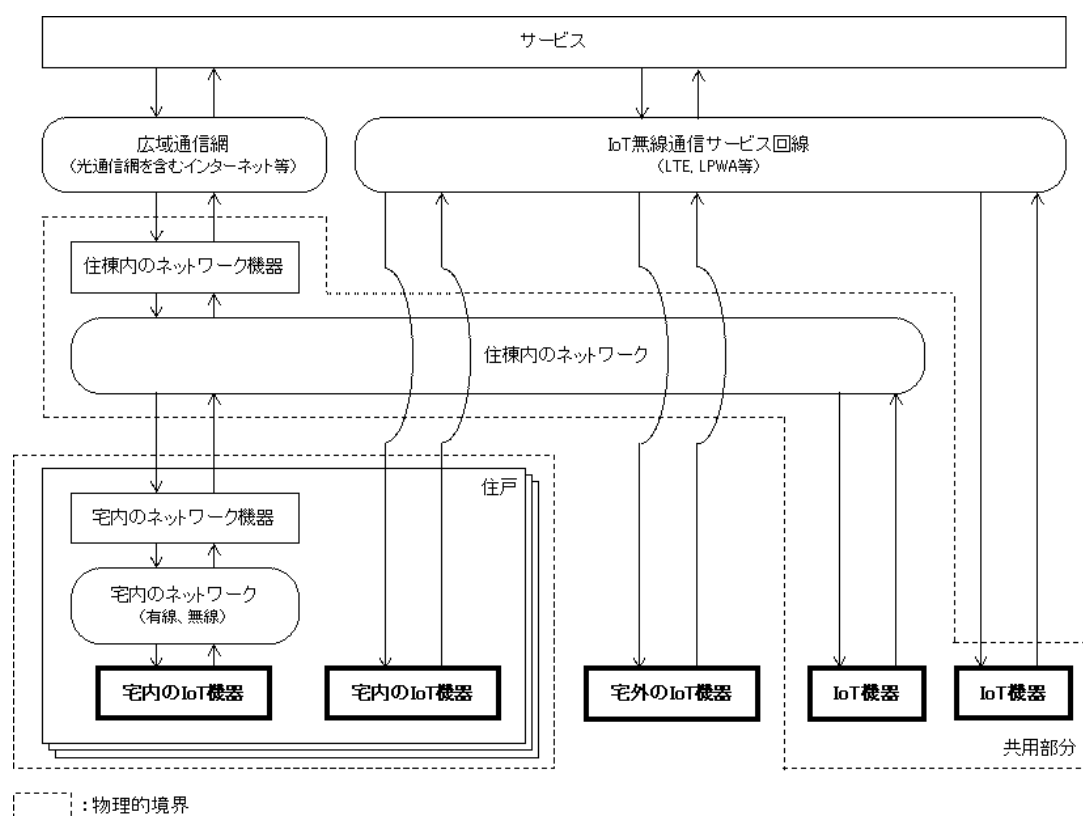 サービス
広域通信網
(光通信網を含むインターネット等)
IoT無線通信サービス回線
(LTE, LPWA等)
住棟内のネットワーク機器
住棟内のネットワーク
住戸
宅内のネットワーク機器
宅内のネットワーク
(有線、無線)
宅内のIoT機器
宅内のIoT機器
宅外のIoT機器
IoT機器
IoT機器
共用部分
:物理的境界